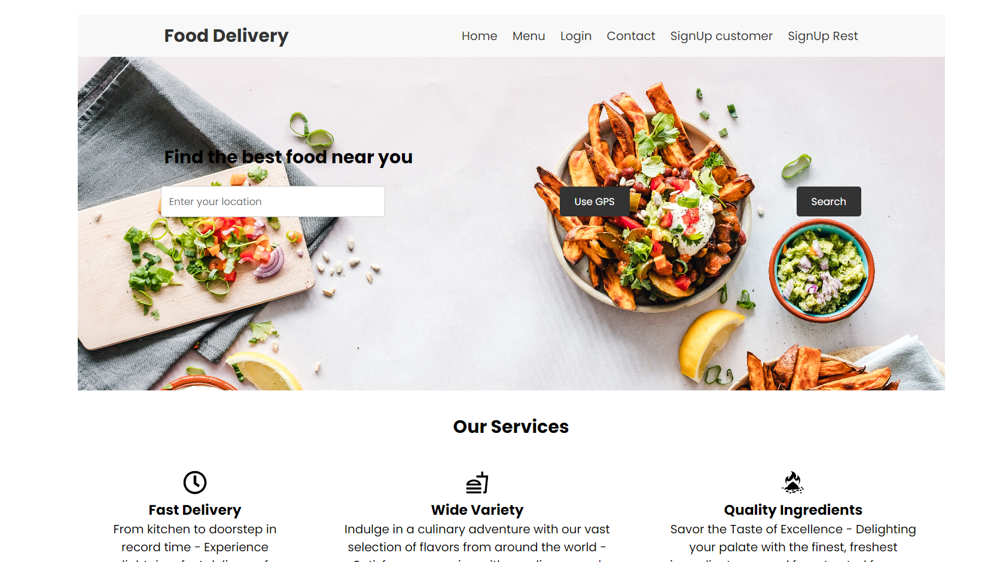 Food Delivery
Home Menu Login Contact SignUp customer SignUp Rest
Find the best food near you
Enter your location
Use GPS
Search
Our Services
Fast Delivery
From kitchen to doorstep in
record time - Experience
Wide Variety
Indulge in a culinary adventure with our vast
selection of flavors from around the world -
Quality Ingredients
Savor the Taste of Excellence - Delighting
your palate with the finest, freshest